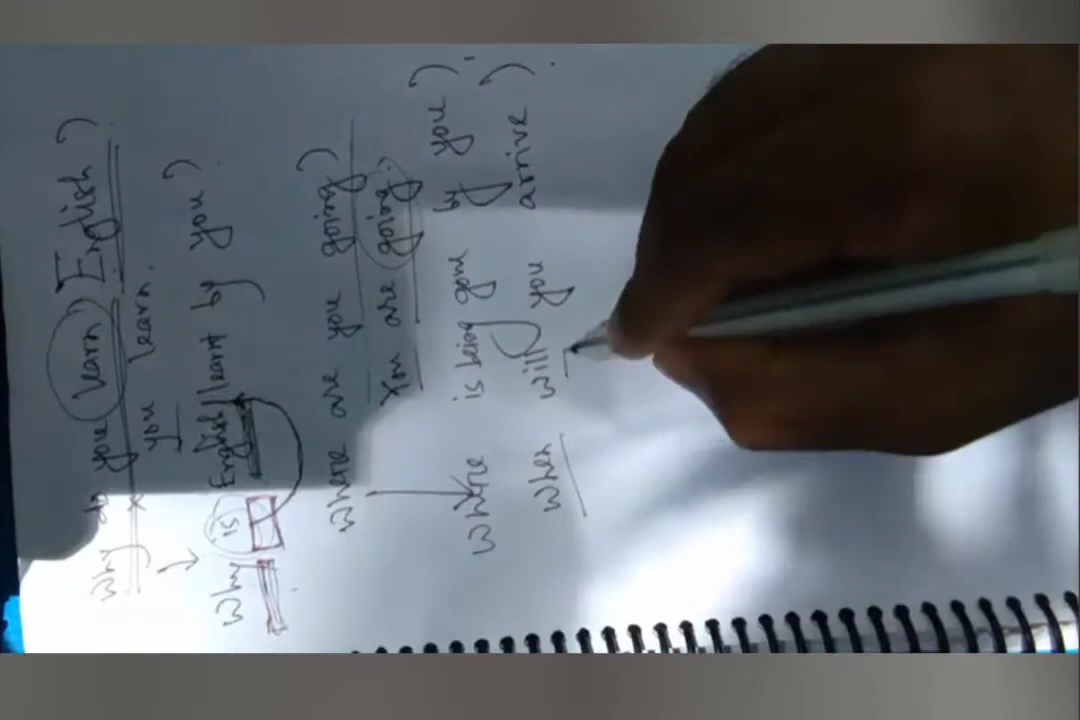 Why do you learn English?
you learn.
Why is English learnt by you?
Where are you going?
You are going.
Where is being gone by you?
When will you arrive?